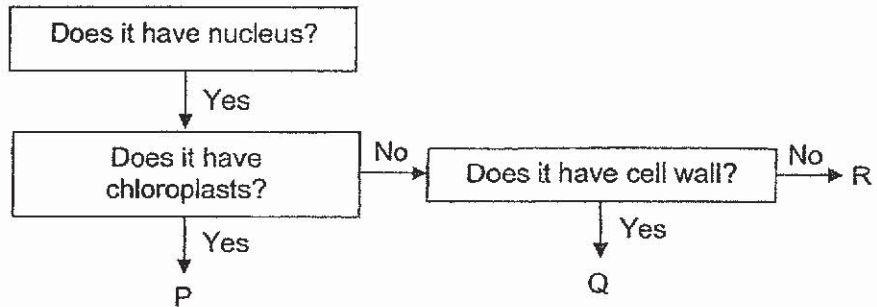 Does it have nucleus?
Yes
Does it have
chloroplasts?
No
Does it have cell wall?
No
R
Yes
Yes
P
Q